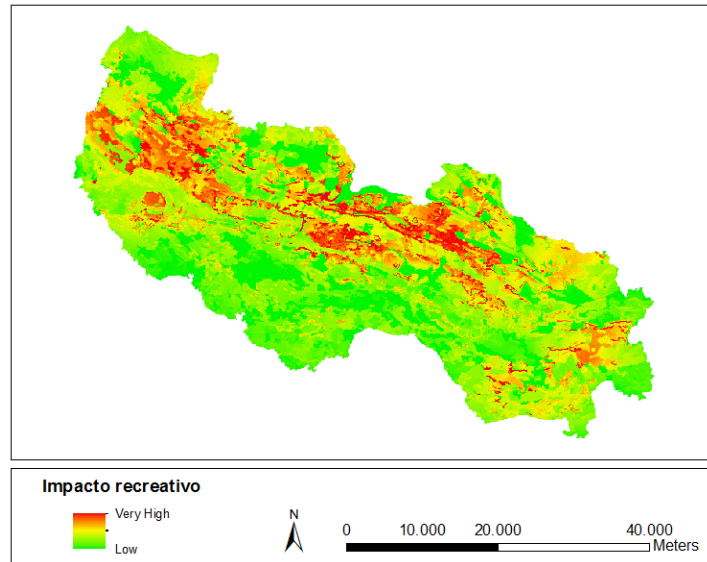 Impacto recreativo
Very High
Low
N
0 10.000 20.000 40.000
Meters